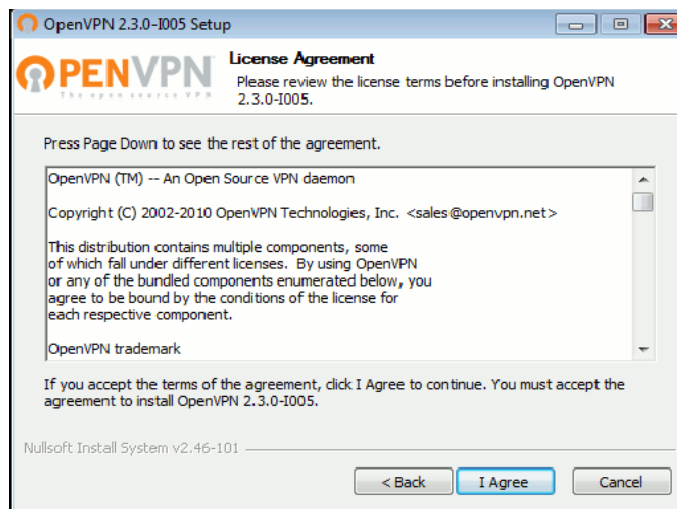 OpenVPN 2.3.0-I005 Setup
OPENVPN
The open source VPN
License Agreement
Please review the license terms before installing OpenVPN
2.3.0-I005.
Press Page Down to see the rest of the agreement.
OpenVPN (TM) -- An Open Source VPN daemon
Copyright (C) 2002-2010 OpenVPN Technologies, Inc. <sales@openvpn.net>
This distribution contains multiple components, some
of which fall under different licenses. By using OpenVPN
or any of the bundled components enumerated below, you
agree to be bound by the conditions of the license for
each respective component.
OpenVPN trademark
If you accept the terms of the agreement, click I Agree to continue. You must accept the
agreement to install OpenVPN 2.3.0-I005.
Nullsoft Install System v2.46-101
< Back
I Agree
Cancel